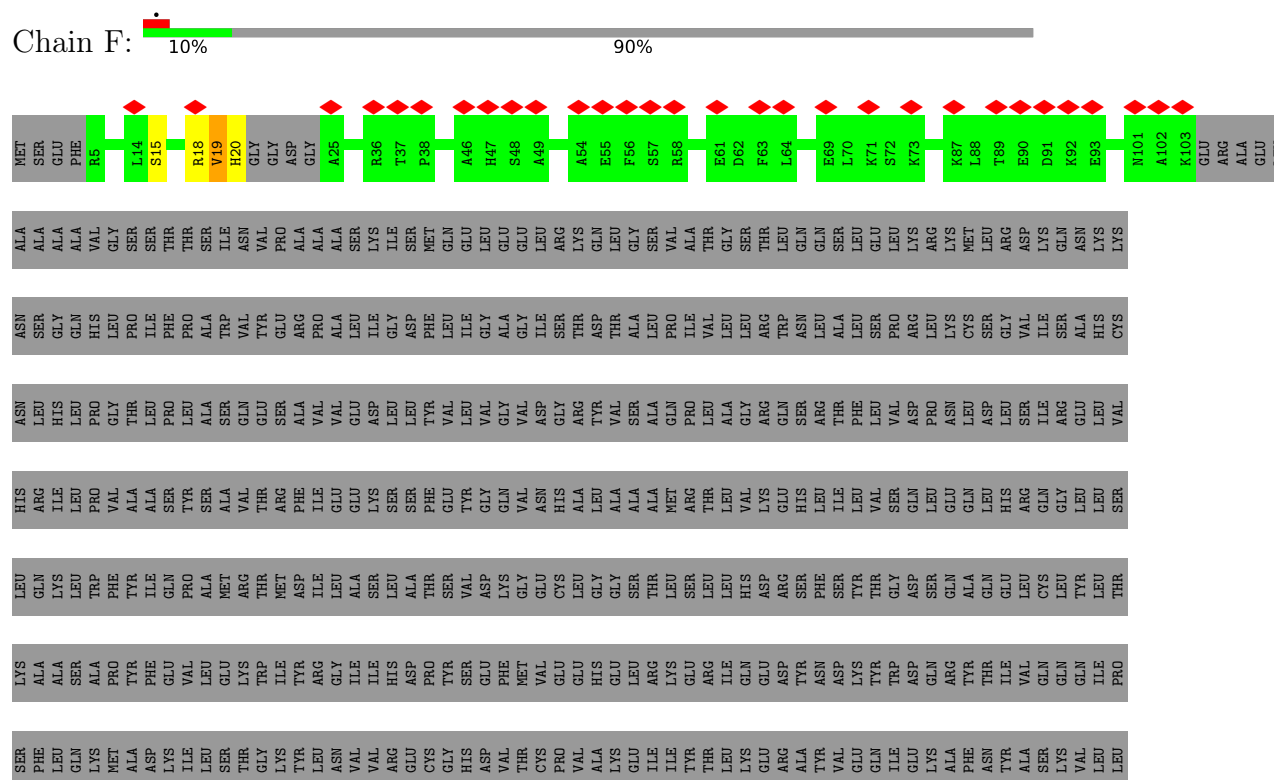 Chain F:
10%
90%
MET SER GLU PHE R5 L14 S15 R18 V19 H20 GLY GLY ASP GLY A25 R36 T37 P38 A46 H47 S48 A49 A54 E55 F56 S57 R58 E61 D62 F63 L64 E69 L70 K71 S72 K73 K87 L88 T89 E90 D91 K92 E93 N101 A102 K103 GLU ARG ALA GLU
ALA ALA ALA ALA VAL GLY SER SER THR THR SER ILE ASN VAL PRO ALA ALA ALA SER LYS ILE SER MET GLN GLU LEU GLU GLU LEU ARG LYS GLN LEU GLY SER VAL ALA THR GLY SER THR LEU GLN GLN SER LEU GLU LEU LYS ARG LYS MET LEU ARG ASP LYS GLN ASN LYS LYS
ASN SER GLY GLN HIS LEU PRO ILE PHE PRO ALA TRP VAL TYR GLU ARG PRO ALA LEU ILE GLY ASP PHE LEU ILE GLY ALA GLY ILE SER THR ASP THR ALA LEU PRO ILE VAL LEU LEU ARG TRP ASN LEU ALA LEU SER PRO ARG LEU LYS CYS SER GLY VAL ILE SER ALA HIS CYS
ASN LEU HIS LEU PRO GLY THR LEU PRO LEU ALA SER GLN GLU SER ALA VAL VAL GLU ASP LEU LEU TYR VAL LEU VAL GLY VAL ASP GLY ARG TYR VAL SER ALA GLN PRO LEU ALA GLY ARG GLN SER ARG THR PHE LEU VAL ASP PRO ASN LEU ASP LEU SER ILE ARG GLU LEU VAL
HIS ARG ILE LEU PRO VAL ALA ALA SER TYR SER ALA VAL THR ARG PHE ILE GLU GLU LYS SER SER PHE GLU TYR GLY GLN VAL ASN HIS ALA LEU ALA ALA ALA MET ARG THR LEU VAL LYS GLU HIS LEU ILE LEU VAL SER GLN LEU GLU GLN LEU HIS ARG GLN GLY LEU LEU SER
LEU GLN LYS LEU TRP PHE TYR ILE GLN PRO ALA MET ARG THR MET ASP ILE LEU ALA SER LEU ALA THR SER VAL ASP LYS GLY GLU CYS LEU GLY GLY SER THR LEU SER LEU LEU HIS ASP ARG SER PHE SER TYR THR GLY ASP SER GLN ALA GLN GLU LEU CYS LEU TYR LEU THR
LYS ALA ALA SER ALA PRO TYR PHE GLU VAL LEU GLU LYS TRP ILE TYR ARG GLY ILE ILE HIS ASP PRO TYR SER GLU PHE MET VAL GLU GLU HIS GLU LEU ARG LYS GLU ARG ILE GLN GLU ASP TYR ASN ASP LYS TYR TRP ASP GLN ARG TYR THR ILE VAL GLN GLN GLN ILE PRO
SER PHE LEU GLN LYS MET ALA ASP LYS ILE LEU SER THR GLY LYS TYR LEU ASN VAL VAL ARG GLU CYS GLY HIS ASP VAL THR CYS PRO VAL ALA LYS GLU ILE ILE TYR THR LEU LYS GLU ARG ALA TYR VAL GLU GLN ILE GLU LYS ALA PHE ASN TYR ALA SER LYS VAL LEU LEU